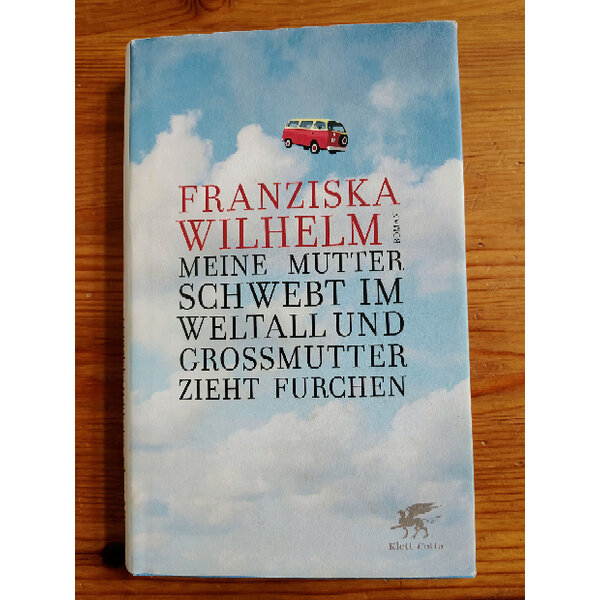 FRANZISKA
WILHELM
ROMAN
MEINE MUTTER
SCHWEBT IM
WELTALL UND
GROSSMUTTER
ZIEHT FURCHEN
Klett-Cotta